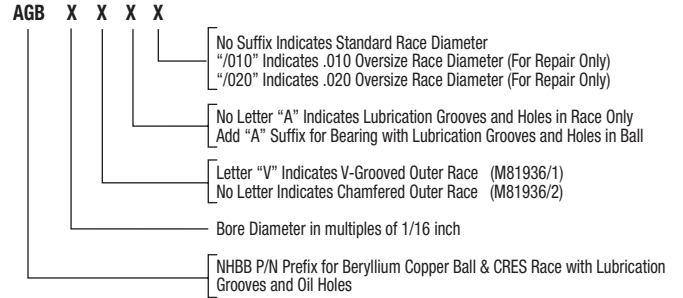 AGB X X X X
No Suffix Indicates Standard Race Diameter
"/010" Indicates .010 Oversize Race Diameter (For Repair Only)
"/020" Indicates .020 Oversize Race Diameter (For Repair Only)
No Letter "A" Indicates Lubrication Grooves and Holes in Race Only
Add "A" Suffix for Bearing with Lubrication Grooves and Holes in Ball
Letter "V" Indicates V-Grooved Outer Race (M81936/1)
No Letter Indicates Chamfered Outer Race (M81936/2)
Bore Diameter in multiples of 1/16 inch
NHBB P/N Prefix for Beryllium Copper Ball & CRES Race with Lubrication
Grooves and Oil Holes